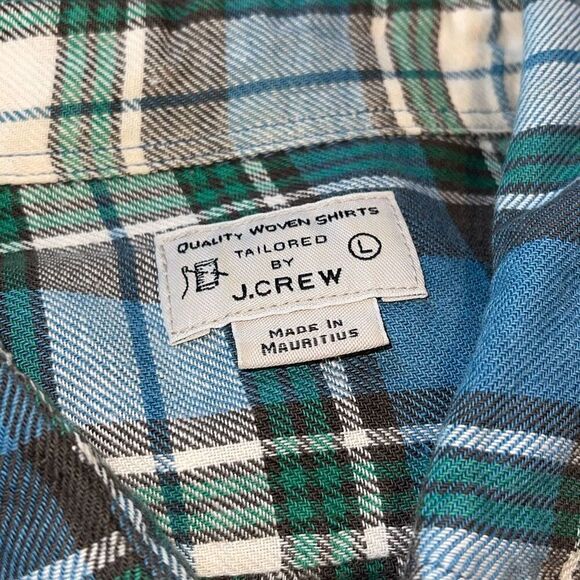 QUALITY WOVEN SHIRTS
TAILORED
BY
L
J.CREW
MADE IN
MAURITIUS